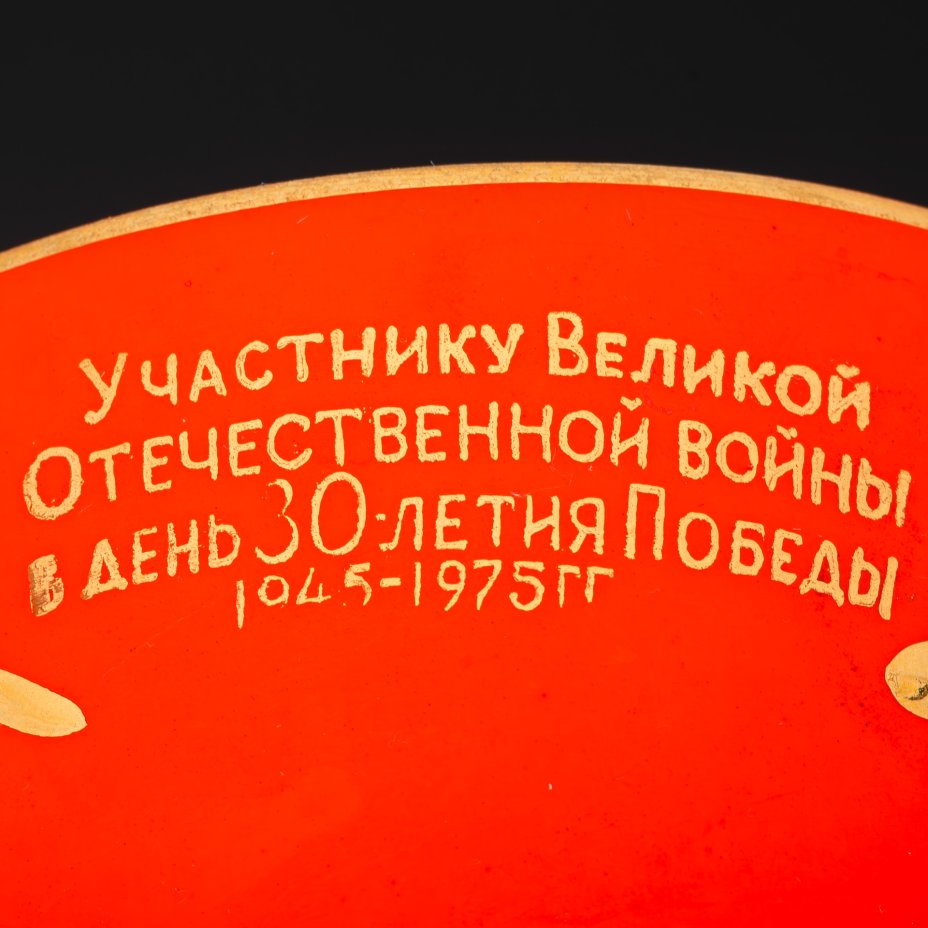 Участнику Великой
Отечественной войны
в день 30-летия Победы
1945-1975гг